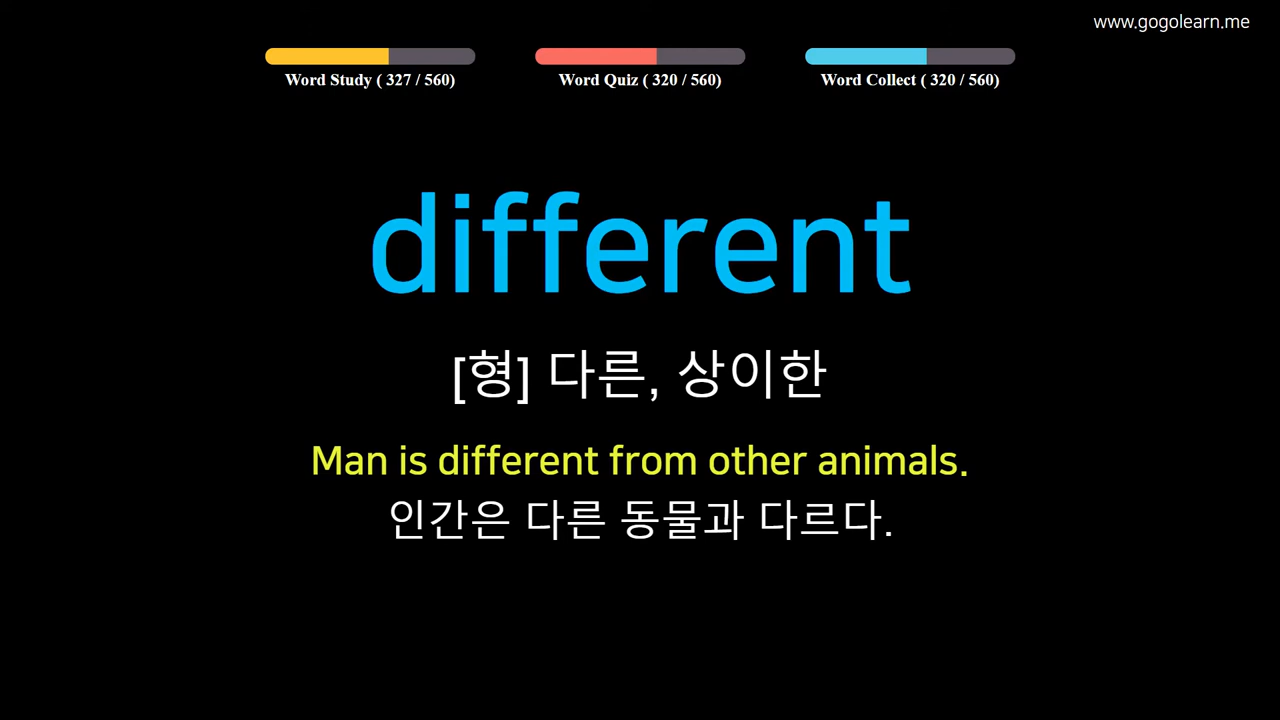 www.gogolearn.me
Word Study ( 327 / 560)
Word Quiz ( 320 / 560)
Word Collect ( 320 / 560)
different
[형] 다른, 상이한
Man is different from other animals.
인간은 다른 동물과 다르다.